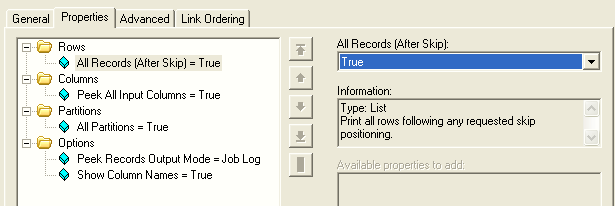 General Properties Advanced Link Ordering
Rows
All Records (After Skip) = True
Columns
Peek All Input Columns = True
Partitions
All Partitions = True
Options
Peek Records Output Mode = Job Log
Show Column Names = True
All Records (After Skip):
True
Information:
Type: List
Print all rows following any requested skip
positioning.
Available properties to add: